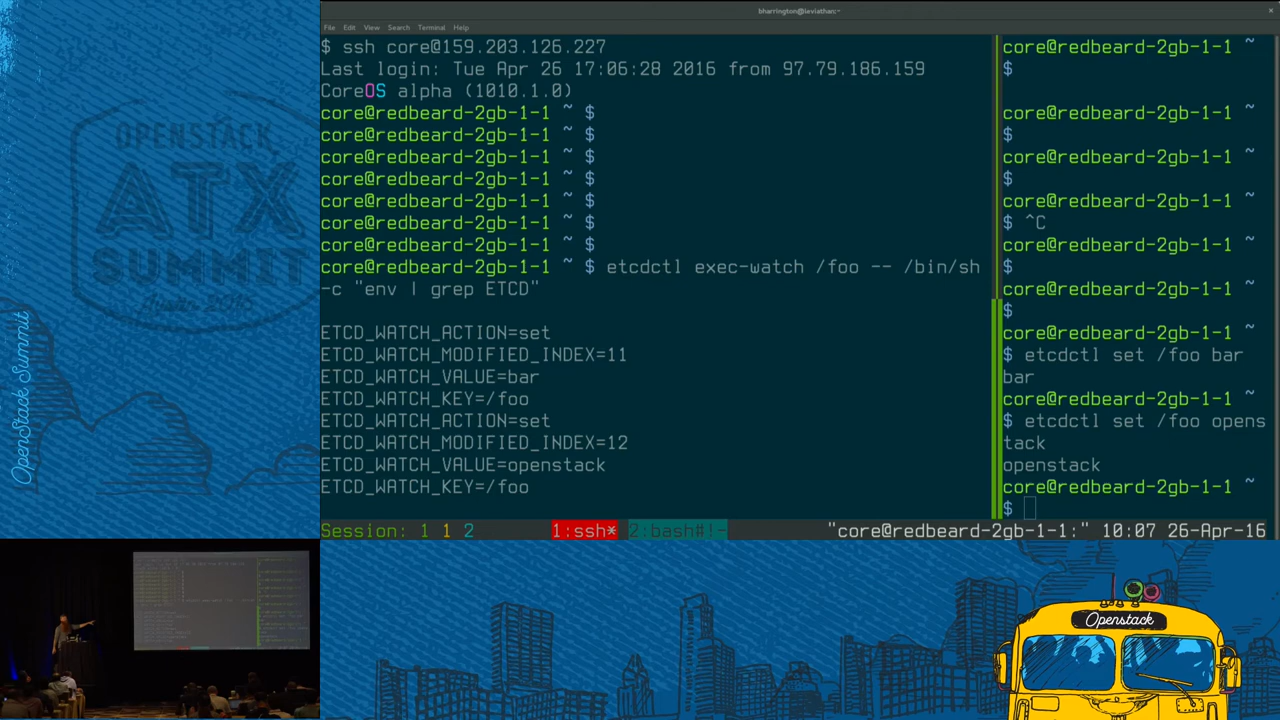 bharrington@leviathan:~
File Edit View Search Terminal Help
$ ssh core@159.203.126.227
Last login: Tue Apr 26 17:06:28 2016 from 97.79.186.159
CoreOS alpha (1010.1.0)
core@redbeard-2gb-1-1 ~ $
core@redbeard-2gb-1-1 ~ $
core@redbeard-2gb-1-1 ~ $
core@redbeard-2gb-1-1 ~ $
core@redbeard-2gb-1-1 ~ $
core@redbeard-2gb-1-1 ~ $
core@redbeard-2gb-1-1 ~ $
core@redbeard-2gb-1-1 ~ $ etcdctl exec-watch /foo -- /bin/sh
-c "env | grep ETCD"
ETCD_WATCH_ACTION=set
ETCD_WATCH_MODIFIED_INDEX=11
ETCD_WATCH_VALUE=bar
ETCD_WATCH_KEY=/foo
ETCD_WATCH_ACTION=set
ETCD_WATCH_MODIFIED_INDEX=12
ETCD_WATCH_VALUE=openstack
ETCD_WATCH_KEY=/foo
core@redbeard-2gb-1-1 ~
$
core@redbeard-2gb-1-1 ~
$
core@redbeard-2gb-1-1 ~
$
core@redbeard-2gb-1-1 ~
$ ^C
core@redbeard-2gb-1-1 ~
$
core@redbeard-2gb-1-1 ~
$
core@redbeard-2gb-1-1 ~
$ etcdctl set /foo bar
bar
core@redbeard-2gb-1-1 ~
$ etcdctl set /foo opens
tack
openstack
core@redbeard-2gb-1-1 ~
$
Session: 1 1 2 1:ssh* 2:bash#!- "core@redbeard-2gb-1-1:" 10:07 26-Apr-16
OPENSTACK
ATX
SUMMIT
OpenStack Summit
Openstack